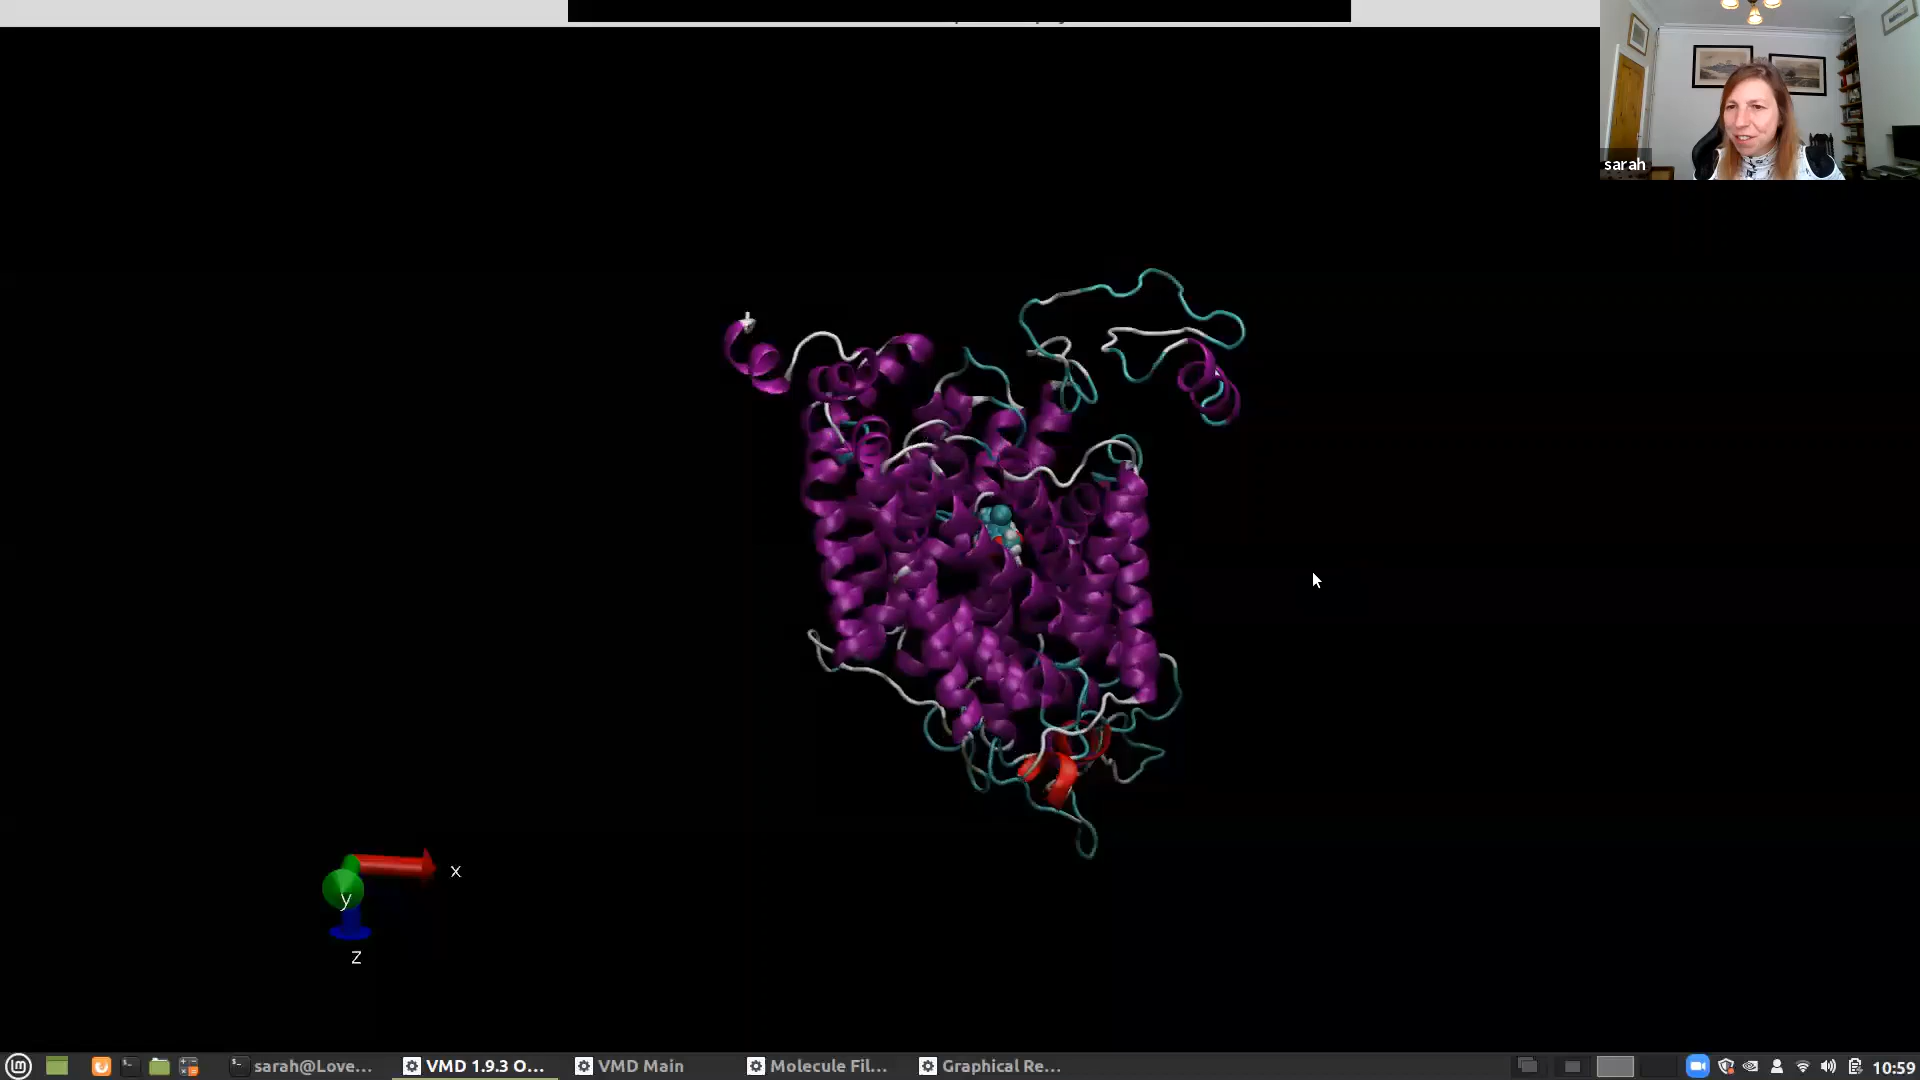 sarah
x
y
z
sarah@Love...
VMD 1.9.3 O...
VMD Main
Molecule Fil...
Graphical Re...
10:59